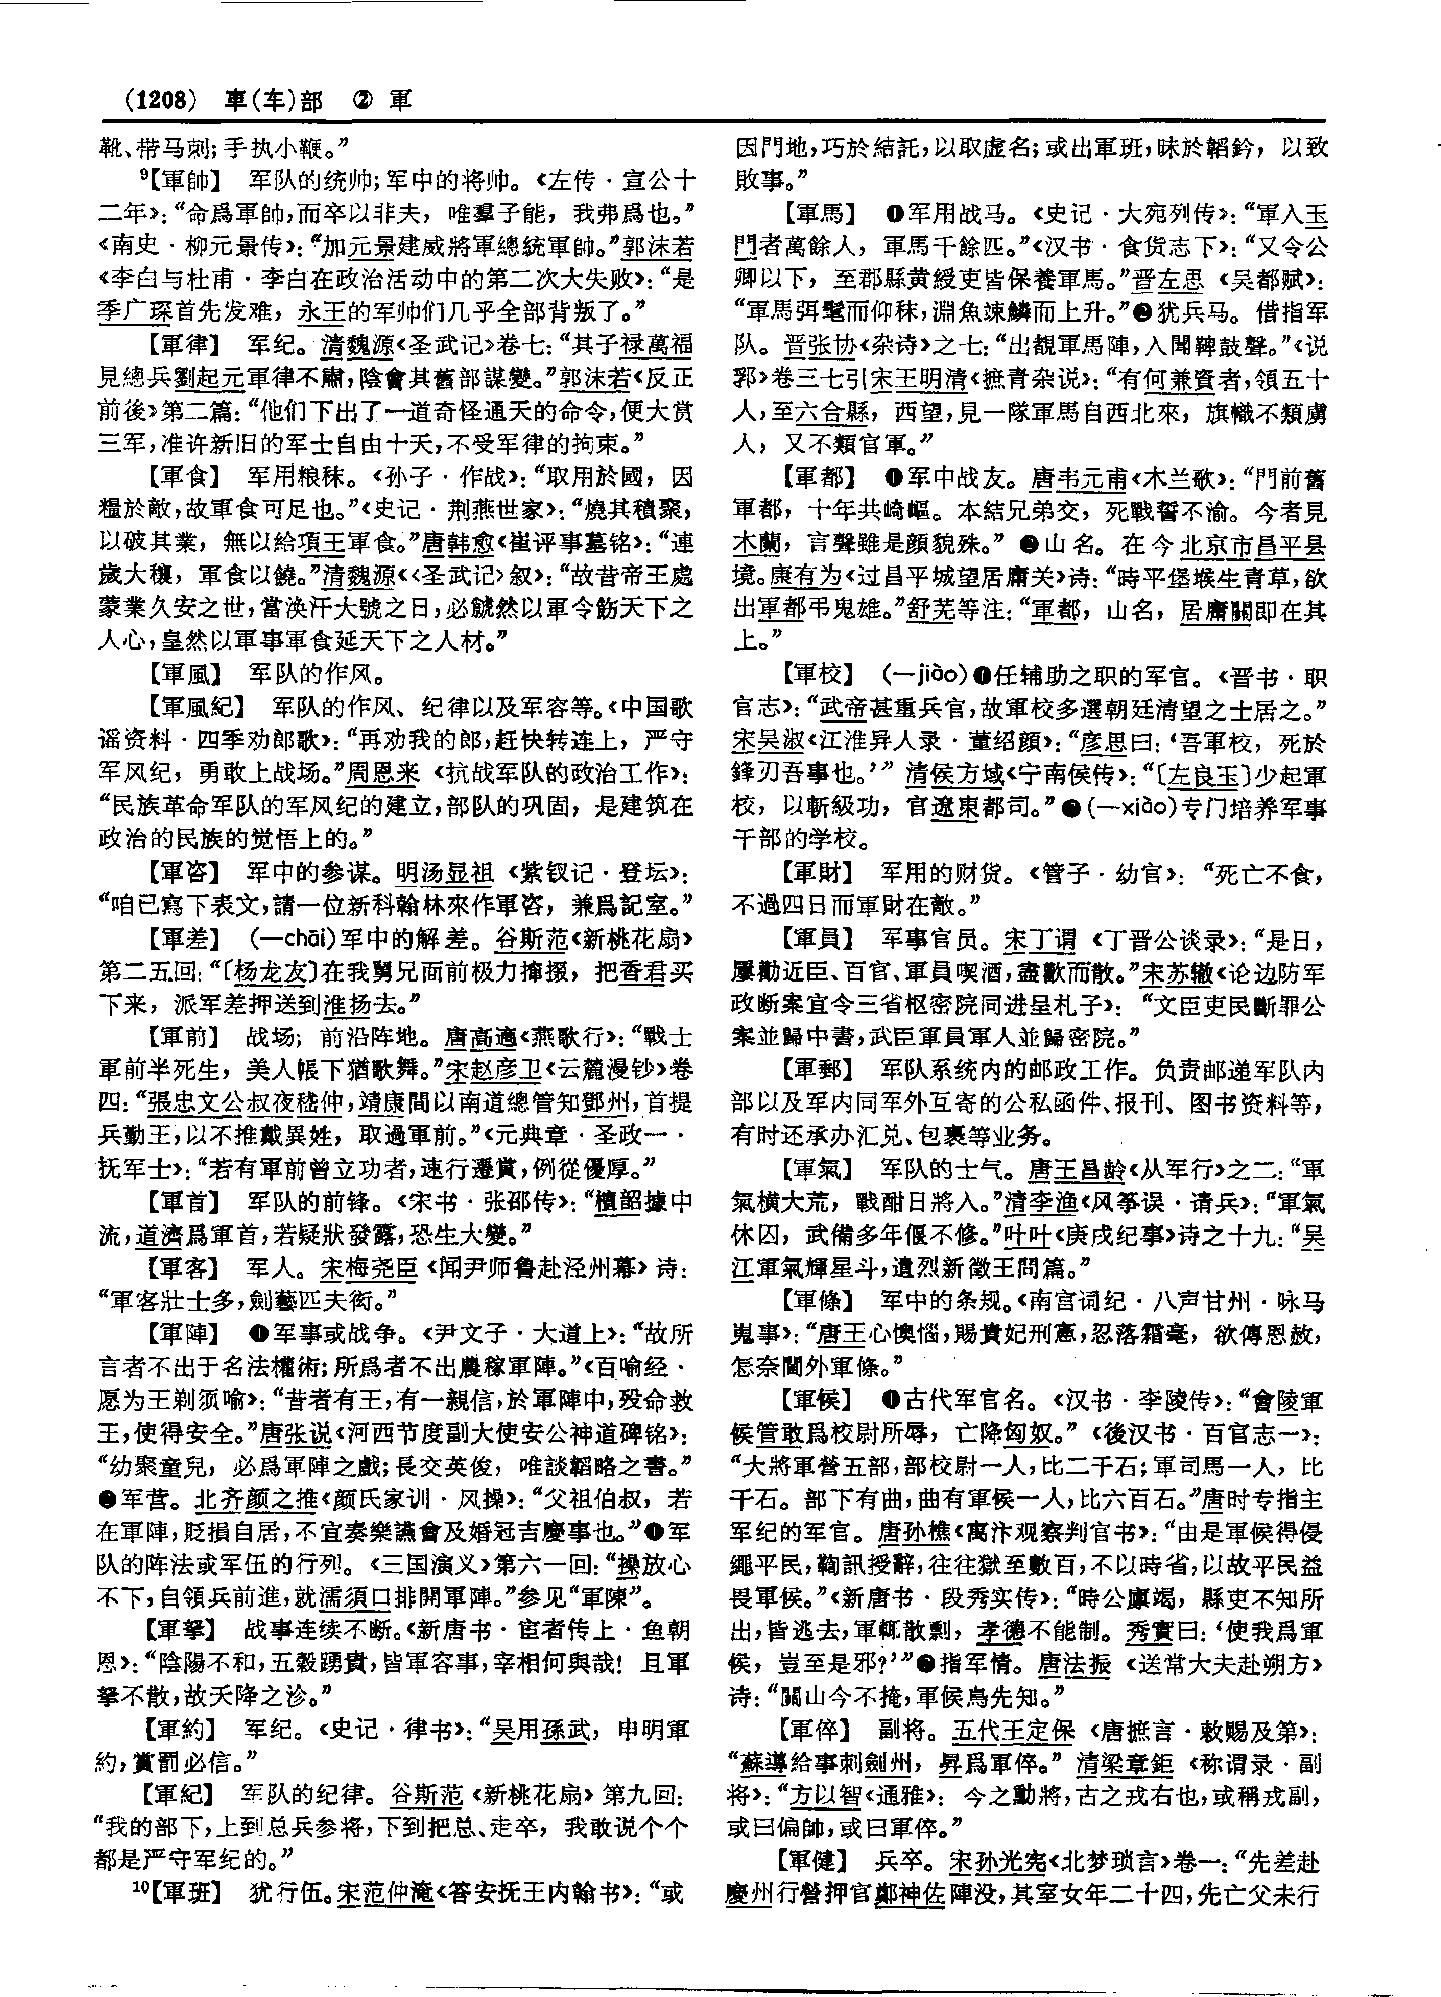 (1208) 車(车)部 ② 軍
靴、带马刺;手执小鞭。”
⁹【軍帥】 军队的统帅;军中的将帅。《左传·宣公十
二年》:“命爲軍帥,而卒以非夫, 唯羣子能, 我弗爲也。”
《南史·柳元景传》:“加元景建威將軍總統軍帥。”郭沫若
《李白与杜甫·李白在政治活动中的第二次大失败》:“是
季广琛首先发难, 永王的军帅们几乎全部背叛了。”
【軍律】 军纪。清魏源《圣武记》卷七:“其子禄萬福
見總兵劉起元軍律不肅,陰會其舊部謀變。”郭沫若《反正
前後》第二篇:“他们下出了一道奇怪通天的命令,便大赏
三军,准许新旧的军士自由十天,不受军律的拘束。”
【軍食】 军用粮秣。《孙子·作战》:“取用於國, 因
糧於敵,故軍食可足也。”《史记·荆燕世家》:“燒其積聚,
以破其業, 無以給項王軍食。”唐韩愈《崔评事墓铭》:“連
歲大穰, 軍食以饒。”清魏源《〈圣武记〉叙》:“故昔帝王處
蒙業久安之世,當涣汗大號之日,必虩然以軍令飭天下之
人心,皇然以軍事軍食延天下之人材。”
【軍風】 军队的作风。
【軍風紀】 军队的作风、纪律以及军容等。《中国歌
谣资料·四季劝郎歌》:“再劝我的郎,赶快转连上, 严守
军风纪, 勇敢上战场。”周恩来《抗战军队的政治工作》:
“民族革命军队的军风纪的建立,部队的巩固, 是建筑在
政治的民族的觉悟上的。”
【軍咨】 军中的参谋。明汤显祖《紫钗记·登坛》:
“咱已寫下表文,請一位新科翰林來作軍咨, 兼爲記室。”
【軍差】 (—chāi)军中的解差。谷斯范《新桃花扇》
第二五回:“〔杨龙友〕在我舅兄面前极力撺掇, 把香君买
下来, 派军差押送到淮扬去。”
【軍前】 战场; 前沿阵地。唐高適《燕歌行》:“戰士
軍前半死生, 美人帳下猶歌舞。”宋赵彦卫《云麓漫钞》卷
四:“張忠文公叔夜嵇仲,靖康間以南道總管知鄧州,首提
兵勤王,以不推戴異姓, 取過軍前。”《元典章·圣政一·
抚军士》:“若有軍前曾立功者,速行遷賞,例從優厚。”
【軍首】 军队的前锋。《宋书·张邵传》:“檀韶據中
流,道濟爲軍首,若疑狀發露,恐生大變。”
【軍客】 军人。宋梅尧臣《闻尹师鲁赴泾州幕》诗:
“軍客壯士多,劍藝匹夫衒。”
【軍陣】 ❶军事或战争。《尹文子·大道上》:“故所
言者不出于名法權術;所爲者不出農稼軍陣。”《百喻经·
愿为王剃须喻》:“昔者有王,有一親信,於軍陣中,殁命救
王,使得安全。”唐张说《河西节度副大使安公神道碑铭》:
“幼聚童兒, 必爲軍陣之戲;長交英俊, 唯談韜略之書。”
❷军营。北齐颜之推《颜氏家训·风操》:“父祖伯叔, 若
在軍陣,貶損自居,不宜奏樂讌會及婚冠吉慶事也。”❸军
队的阵法或军伍的行列。《三国演义》第六一回:“操放心
不下,自領兵前進,就濡須口排開軍陣。”参见“軍陳”。
【軍拏】 战事连续不断。《新唐书·宦者传上·鱼朝
恩》:“陰陽不和,五穀踴貴,皆軍容事,宰相何與哉! 且軍
拏不散,故天降之沴。”
【軍約】 军纪。《史记·律书》:“吴用孫武, 申明軍
約,賞罰必信。”
【軍紀】 军队的纪律。谷斯范《新桃花扇》第九回:
“我的部下,上到总兵参将,下到把总、走卒, 我敢说个个
都是严守军纪的。”
¹⁰【軍班】 犹行伍。宋范仲淹《答安抚王内翰书》:“或
因門地,巧於結託,以取虚名;或出軍班,昧於韜鈐, 以致
敗事。”
【軍馬】 ❶军用战马。《史记·大宛列传》:“軍入玉
門者萬餘人, 軍馬千餘匹。”《汉书·食货志下》:“又令公
卿以下, 至郡縣黄綬吏皆保養軍馬。”晋左思《吴都赋》:
“軍馬弭髦而仰秣,淵魚竦鱗而上升。”❷犹兵马。借指军
队。晋张协《杂诗》之七:“出覩軍馬陣,入聞鞞鼓聲。”《说
郛》卷三七引宋王明清《摭青杂说》:“有何兼資者,領五十
人,至六合縣, 西望,見一隊軍馬自西北來, 旗幟不類虜
人, 又不類官軍。”
【軍都】 ❶军中战友。唐韦元甫《木兰歌》:“門前舊
軍都, 十年共崎嶇。本結兄弟交, 死戰誓不渝。今者見
木蘭, 言聲雖是顔貌殊。” ❷山名。在今北京市昌平县
境。康有为《过昌平城望居庸关》诗:“時平堡堠生青草,欲
出軍都弔鬼雄。”舒芜等注:“軍都, 山名, 居庸關即在其
上。”
【軍校】 (—jiào)❶任辅助之职的军官。《晋书·职
官志》:“武帝甚重兵官,故軍校多選朝廷清望之士居之。”
宋吴淑《江淮异人录·董绍颜》:“彦思曰:‘吾軍校, 死於
鋒刃吾事也。’” 清侯方域《宁南侯传》:“〔左良玉〕少起軍
校, 以斬級功, 官遼東都司。”❷(—xiào)专门培养军事
干部的学校。
【軍財】 军用的财货。《管子·幼官》: “死亡不食,
不過四日而軍財在敵。”
【軍員】 军事官员。宋丁谓《丁晋公谈录》:“是日,
屢勸近臣、百官、軍員喫酒,盡歡而散。”宋苏辙《论边防军
政断案宜令三省枢密院同进呈札子》: “文臣吏民斷罪公
案並歸中書,武臣軍員軍人並歸密院。”
【軍郵】 军队系统内的邮政工作。负责邮递军队内
部以及军内同军外互寄的公私函件、报刊、图书资料等,
有时还承办汇兑、包裹等业务。
【軍氣】 军队的士气。唐王昌龄《从军行》之二:“軍
氣横大荒, 戰酣日將入。”清李渔《风筝误·请兵》:“軍氣
休囚, 武備多年偃不修。”叶叶《庚戌纪事》诗之十九:“吴
江軍氣輝星斗,遺烈新徵王問篇。”
【軍條】 军中的条规。《南宫词纪·八声甘州·咏马
嵬事》:“唐王心懊惱,賜貴妃刑憲,忍落霜毫, 欲傳恩赦,
怎奈閫外軍條。”
【軍候】 ❶古代军官名。《汉书·李陵传》:“會陵軍
候管敢爲校尉所辱, 亡降匈奴。”《後汉书·百官志一》:
“大將軍營五部,部校尉一人,比二千石;軍司馬一人, 比
千石。部下有曲,曲有軍候一人,比六百石。”唐时专指主
军纪的军官。唐孙樵《寓汴观察判官书》:“由是軍候得侵
繩平民,鞫訊授辭,往往獄至數百,不以時省,以故平民益
畏軍候。”《新唐书·段秀实传》:“時公廩竭, 縣吏不知所
出,皆逃去,軍輒散剽, 孝德不能制。秀實曰:‘使我爲軍
候, 豈至是邪?’”❷指军情。唐法振《送常大夫赴朔方》
诗:“關山今不掩,軍候鳥先知。”
【軍倅】 副将。五代王定保《唐摭言·敕赐及第》:
“蘇導給事刺劍州, 昇爲軍倅。” 清梁章鉅《称谓录·副
将》:“方以智《通雅》: 今之勳將,古之戎右也,或稱戎副,
或曰偏帥,或曰軍倅。”
【軍健】 兵卒。宋孙光宪《北梦琐言》卷一:“先差赴
慶州行營押官鄭神佐陣没,其室女年二十四,先亡父未行